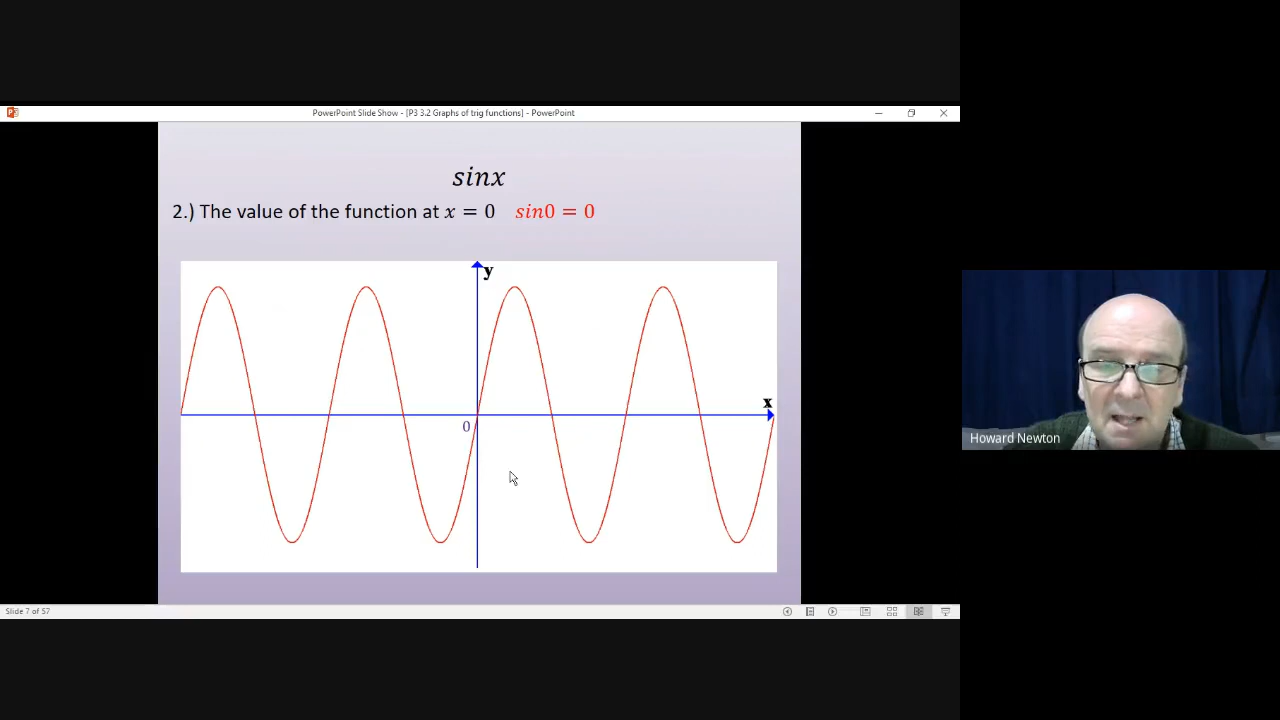 PowerPoint Slide Show - [P3 3.2 Graphs of trig functions] - PowerPoint
sinx
2.) The value of the function at x = 0 sin0 = 0
y
x
0
Howard Newton
Slide 7 of 57